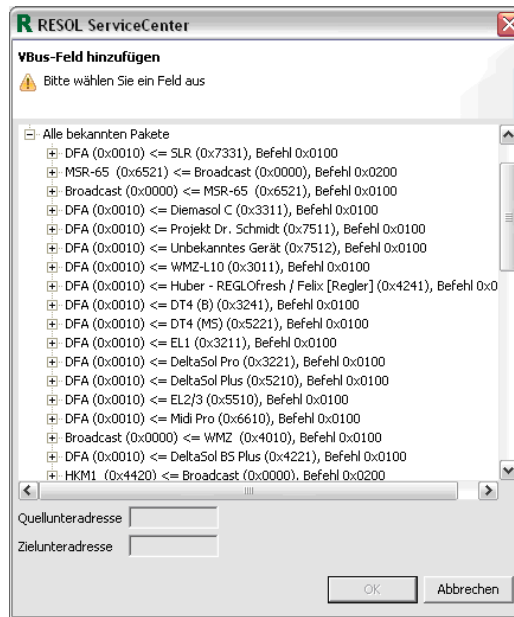 RESOL ServiceCenter
VBus-Feld hinzufügen
Bitte wählen Sie ein Feld aus
Alle bekannten Pakete
DFA (0x0010) <= SLR (0x7331), Befehl 0x0100
MSR-65 (0x6521) <= Broadcast (0x0000), Befehl 0x0200
Broadcast (0x0000) <= MSR-65 (0x6521), Befehl 0x0100
DFA (0x0010) <= Diemasol C (0x3311), Befehl 0x0100
DFA (0x0010) <= Projekt Dr. Schmidt (0x7511), Befehl 0x0100
DFA (0x0010) <= Unbekanntes Gerät (0x7512), Befehl 0x0100
DFA (0x0010) <= WMZ-L10 (0x3011), Befehl 0x0100
DFA (0x0010) <= Huber - REGLOfresh / Felix [Regler] (0x4241), Befehl 0x0
DFA (0x0010) <= DT4 (B) (0x3241), Befehl 0x0100
DFA (0x0010) <= DT4 (MS) (0x5221), Befehl 0x0100
DFA (0x0010) <= EL1 (0x3211), Befehl 0x0100
DFA (0x0010) <= DeltaSol Pro (0x3221), Befehl 0x0100
DFA (0x0010) <= DeltaSol Plus (0x5210), Befehl 0x0100
DFA (0x0010) <= EL2/3 (0x5510), Befehl 0x0100
DFA (0x0010) <= Midi Pro (0x6610), Befehl 0x0100
Broadcast (0x0000) <= WMZ (0x4010), Befehl 0x0100
DFA (0x0010) <= DeltaSol BS Plus (0x4221), Befehl 0x0100
HKM1 (0x4420) <= Broadcast (0x0000), Befehl 0x0200
Quellunteradresse
Zielunteradresse
OK
Abbrechen